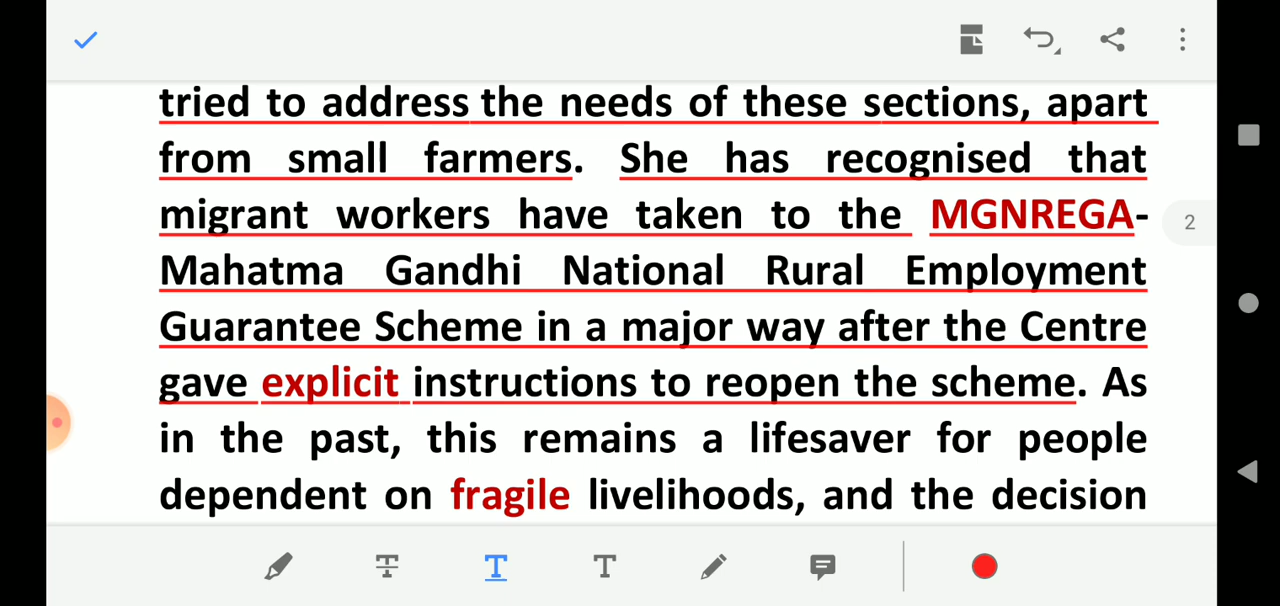 tried to address the needs of these sections, apart
from small farmers. She has recognised that
migrant workers have taken to the MGNREGA-
2
Mahatma Gandhi National Rural Employment
Guarantee Scheme in a major way after the Centre
gave explicit instructions to reopen the scheme. As
in the past, this remains a lifesaver for people
dependent on fragile livelihoods, and the decision